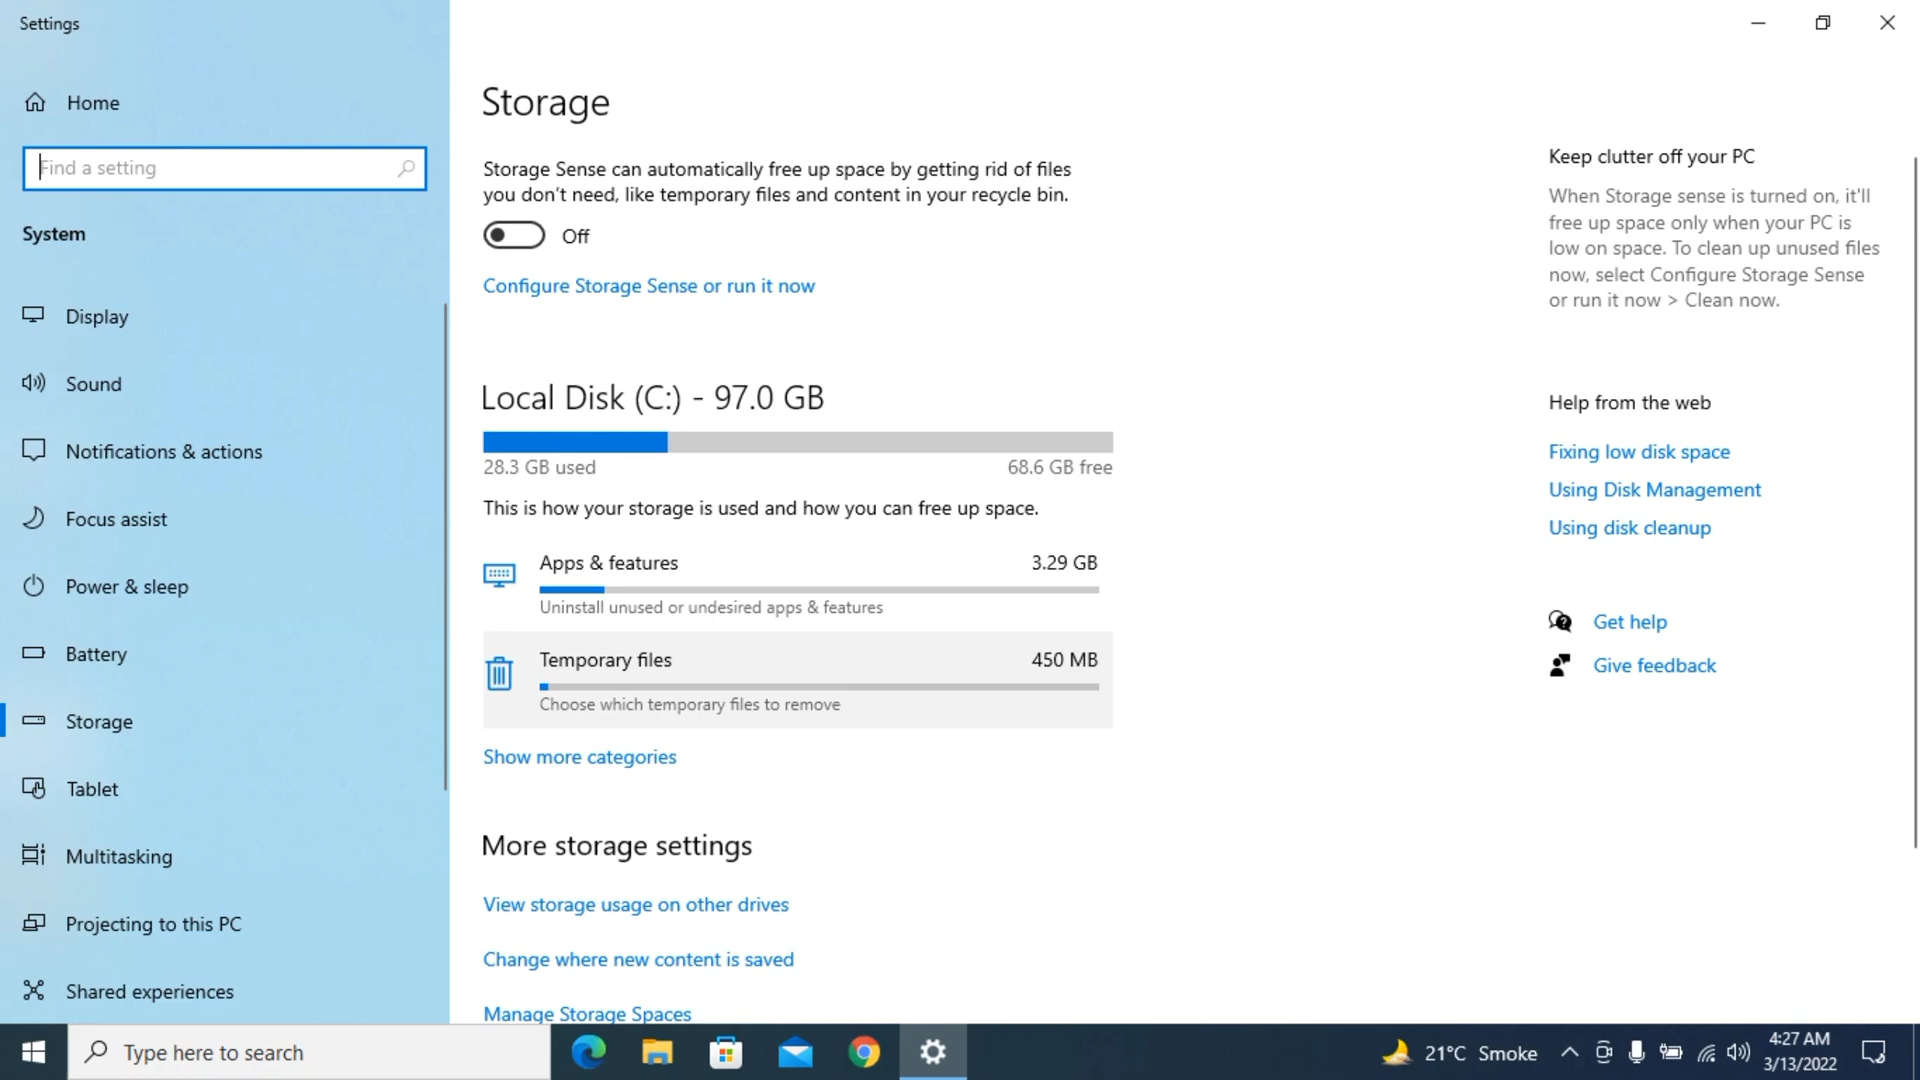 Settings
Home
Find a setting
System
Display
Sound
Notifications & actions
Focus assist
Power & sleep
Battery
Storage
Tablet
Multitasking
Projecting to this PC
Shared experiences
Storage
Storage Sense can automatically free up space by getting rid of files
you don't need, like temporary files and content in your recycle bin.
Off
Configure Storage Sense or run it now
Local Disk (C:) - 97.0 GB
28.3 GB used
68.6 GB free
This is how your storage is used and how you can free up space.
Apps & features
3.29 GB
Uninstall unused or undesired apps & features
Temporary files
450 MB
Choose which temporary files to remove
Show more categories
More storage settings
View storage usage on other drives
Change where new content is saved
Manage Storage Spaces
Keep clutter off your PC
When Storage sense is turned on, it'll
free up space only when your PC is
low on space. To clean up unused files
now, select Configure Storage Sense
or run it now > Clean now.
Help from the web
Fixing low disk space
Using Disk Management
Using disk cleanup
Get help
Give feedback
Type here to search
21°C Smoke
4:27 AM
3/13/2022